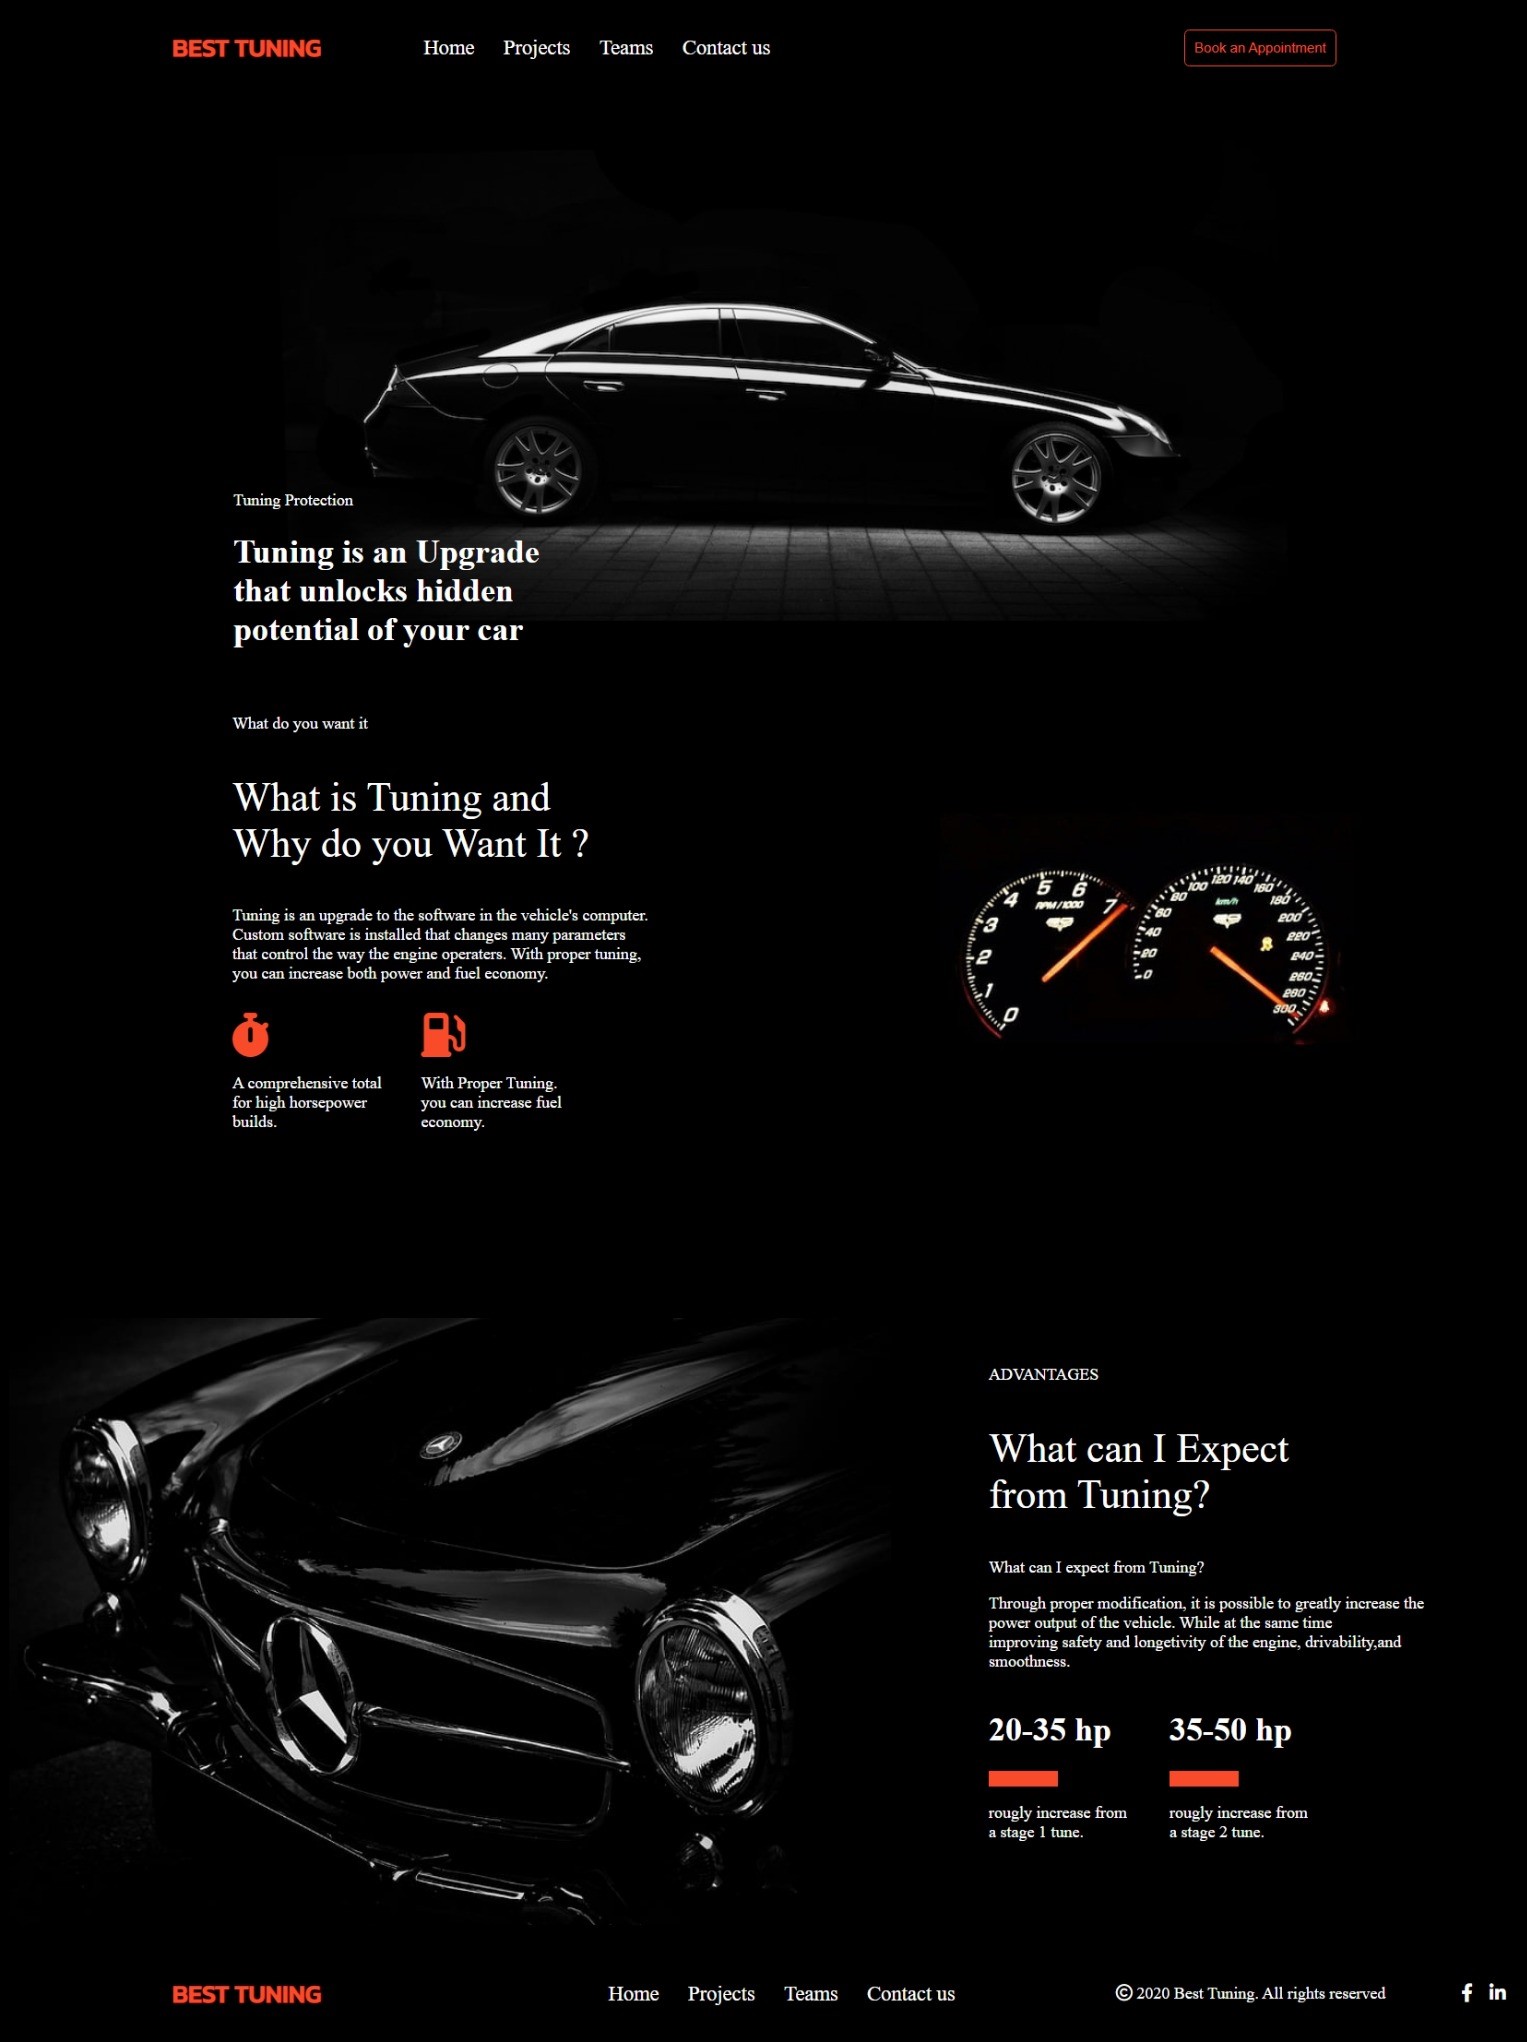 BEST TUNING
Home Projects Teams Contact us
Book an Appointment
Tuning Protection
Tuning is an Upgrade
that unlocks hidden
potential of your car
What do you want it
What is Tuning and
Why do you Want It ?
Tuning is an upgrade to the software in the vehicle's computer.
Custom software is installed that changes many parameters
that control the way the engine operaters. With proper tuning,
you can increase both power and fuel economy.
A comprehensive total
for high horsepower
builds.
With Proper Tuning.
you can increase fuel
economy.
0 1 2 3 4 5 6 7
RPM / 1000
0 20 40 60 80 100 120 140 160 180 200 220 240 260 280 300
km/h
ADVANTAGES
What can I Expect
from Tuning?
What can I expect from Tuning?
Through proper modification, it is possible to greatly increase the
power output of the vehicle. While at the same time
improving safety and longetivity of the engine, drivability,and
smoothness.
20-35 hp
rougly increase from
a stage 1 tune.
35-50 hp
rougly increase from
a stage 2 tune.
BEST TUNING
Home Projects Teams Contact us
© 2020 Best Tuning. All rights reserved
f in